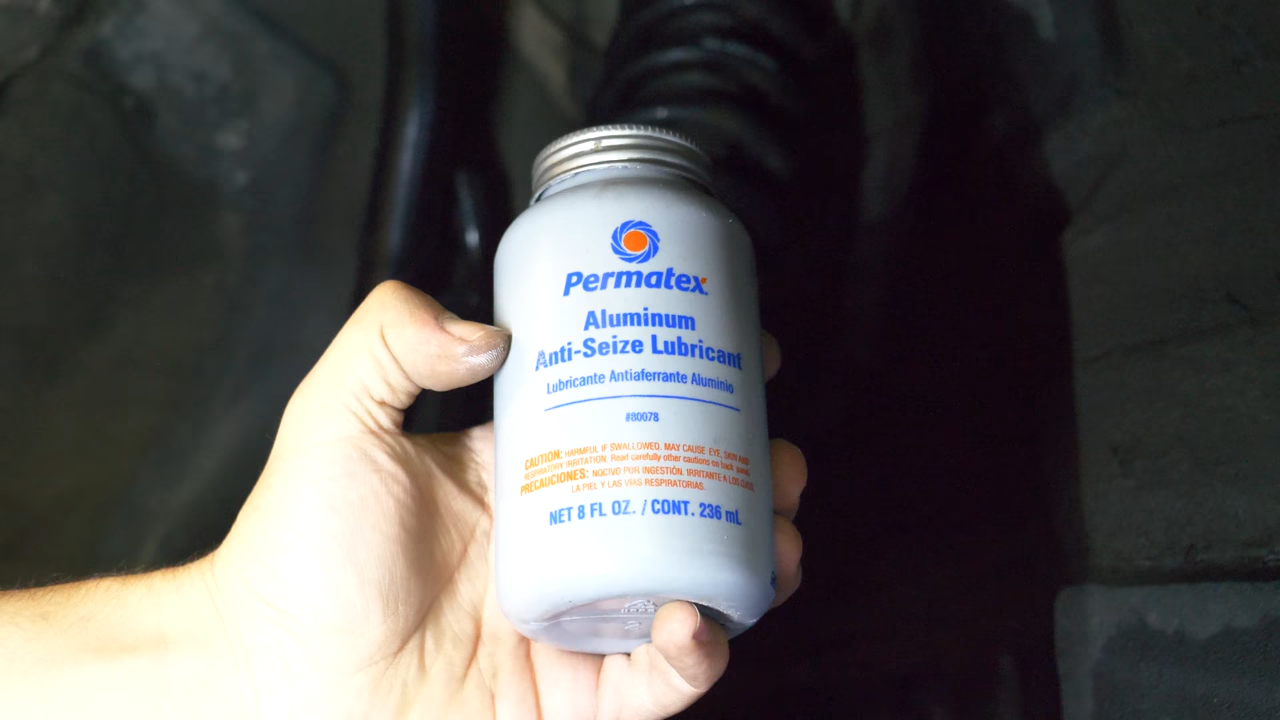 Permatex
Aluminum
Anti-Seize Lubricant
Lubricante Antiaferrante Aluminio
#80078
CAUTION: HARMFUL IF SWALLOWED. MAY CAUSE EYE, SKIN AND
RESPIRATORY IRRITATION. Read carefully other cautions on back panel.
PRECAUCIONES: NOCIVO POR INGESTIÓN. IRRITANTE A LOS OJOS,
LA PIEL Y LAS VIAS RESPIRATORIAS.
NET 8 FL OZ. / CONT. 236 mL